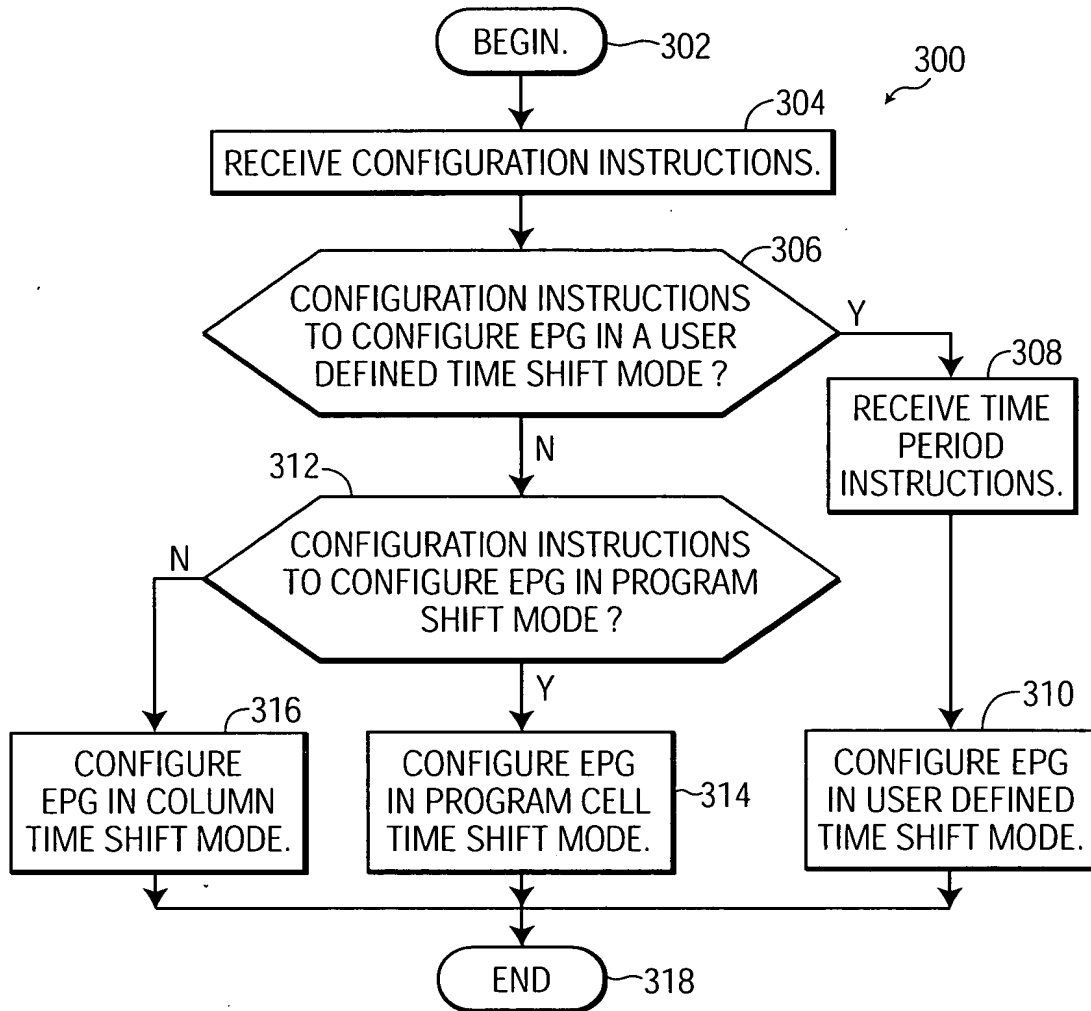 BEGIN.
302
300
304
RECEIVE CONFIGURATION INSTRUCTIONS.
306
CONFIGURATION INSTRUCTIONS
TO CONFIGURE EPG IN A USER
DEFINED TIME SHIFT MODE ?
Y
308
RECEIVE TIME
PERIOD
INSTRUCTIONS.
N
312
CONFIGURATION INSTRUCTIONS
TO CONFIGURE EPG IN PROGRAM
SHIFT MODE ?
N
Y
316
CONFIGURE
EPG IN COLUMN
TIME SHIFT MODE.
CONFIGURE EPG
IN PROGRAM CELL
TIME SHIFT MODE.
314
310
CONFIGURE EPG
IN USER DEFINED
TIME SHIFT MODE.
END
318